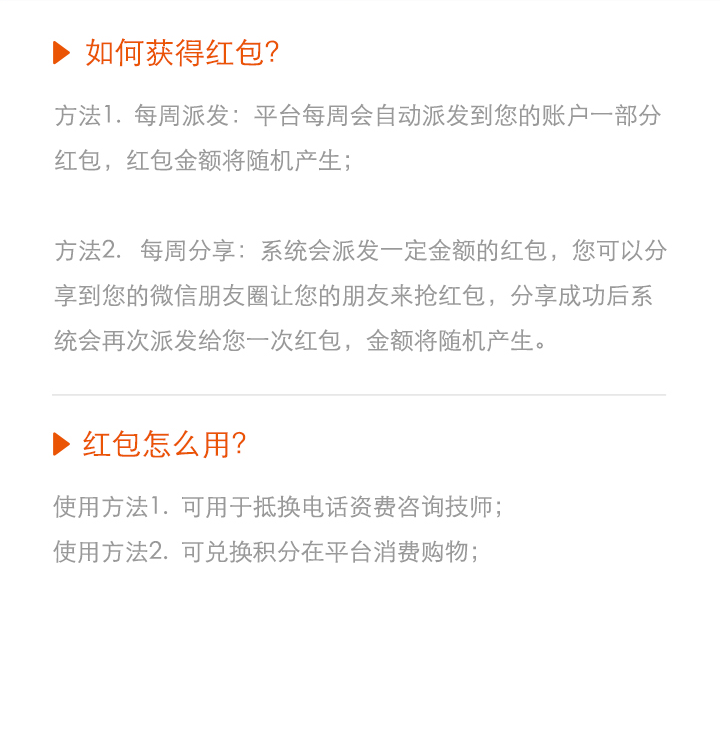 如何获得红包?
方法1. 每周派发：平台每周会自动派发到您的账户一部分
红包，红包金额将随机产生；
方法2. 每周分享：系统会派发一定金额的红包，您可以分
享到您的微信朋友圈让您的朋友来抢红包，分享成功后系
统会再次派发给您一次红包，金额将随机产生。
红包怎么用?
使用方法1. 可用于抵换电话资费咨询技师；
使用方法2. 可兑换积分在平台消费购物；